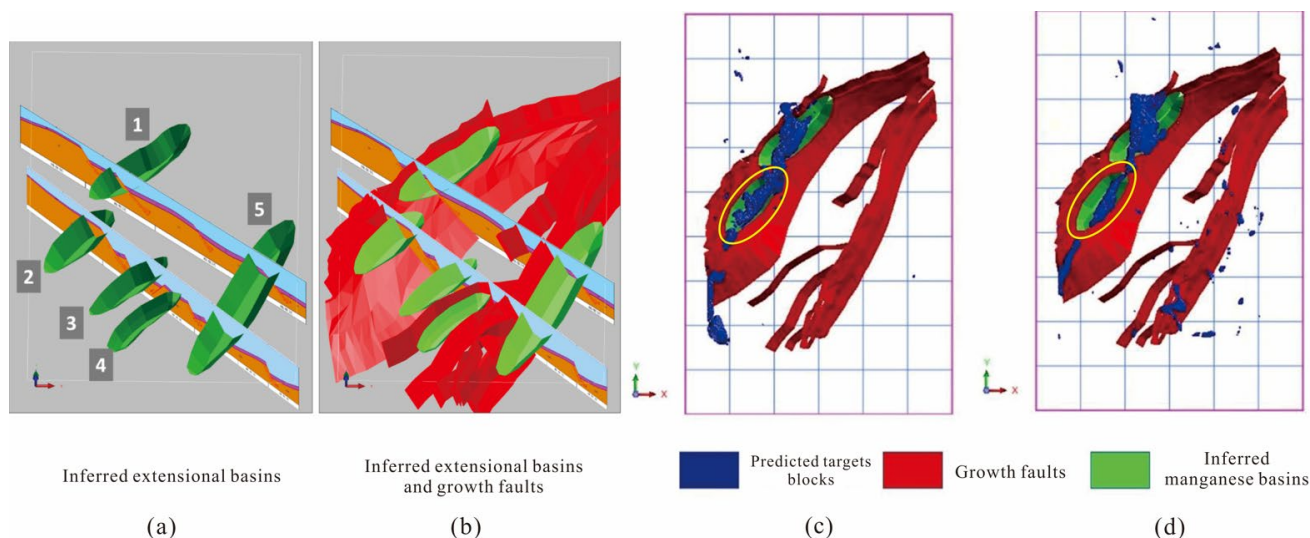 1
2
3
4
5
Y
X
Y
X
Inferred extensional basins
Inferred extensional basins
and growth faults
Predicted targets
blocks
Growth faults
Inferred
manganese basins
(a)
(b)
(c)
(d)